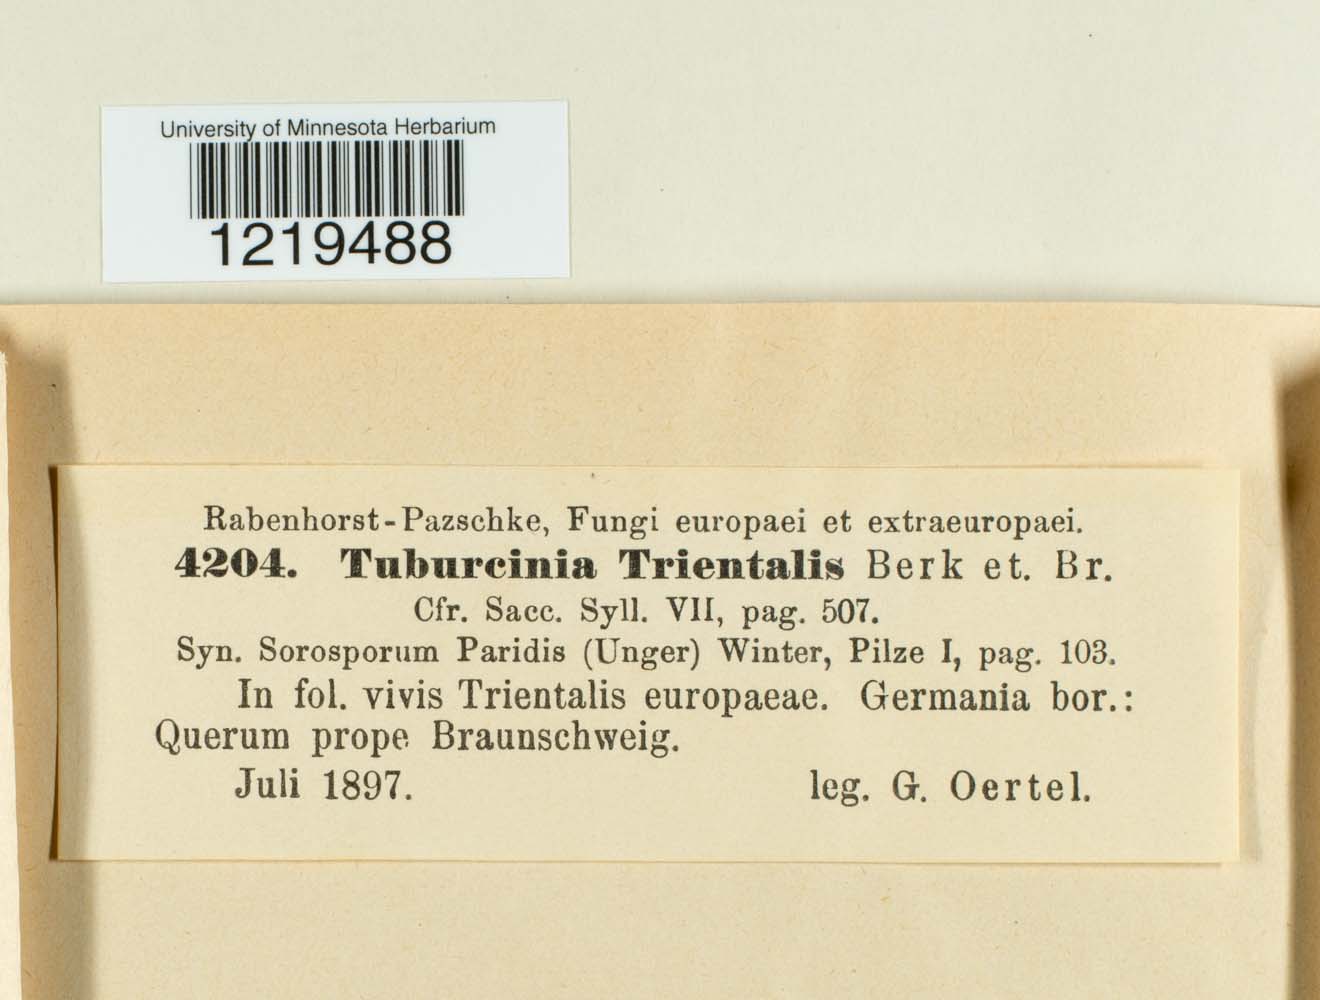 University of Minnesota Herbarium
1219488
Rabenhorst-Pazschke, Fungi europaei et extraeuropaei.
4204. Tuburcinia Trientalis Berk et. Br.
Cfr. Sacc. Syll. VII, pag. 507.
Syn. Sorosporum Paridis (Unger) Winter, Pilze I, pag. 103.
In fol. vivis Trientalis europaeae. Germania bor.:
Querum prope Braunschweig.
Juli 1897. leg. G. Oertel.